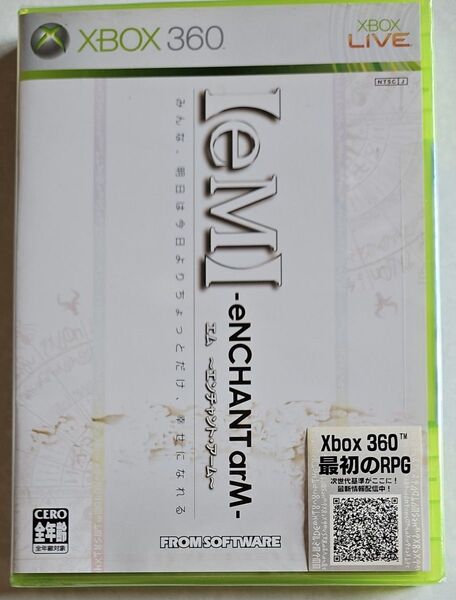 XBOX 360
XBOX
LIVE
NTSC J
【eM】
-eNCHANT arM-
エム ～エンチャント・アーム～
みんな、明日は今日よりちょっとだけ、幸せになれる
Xbox 360™
最初のRPG
次世代基準がここに！
最新情報配信中！
CERO
全年齢
全年齢対象
FROMSOFTWARE